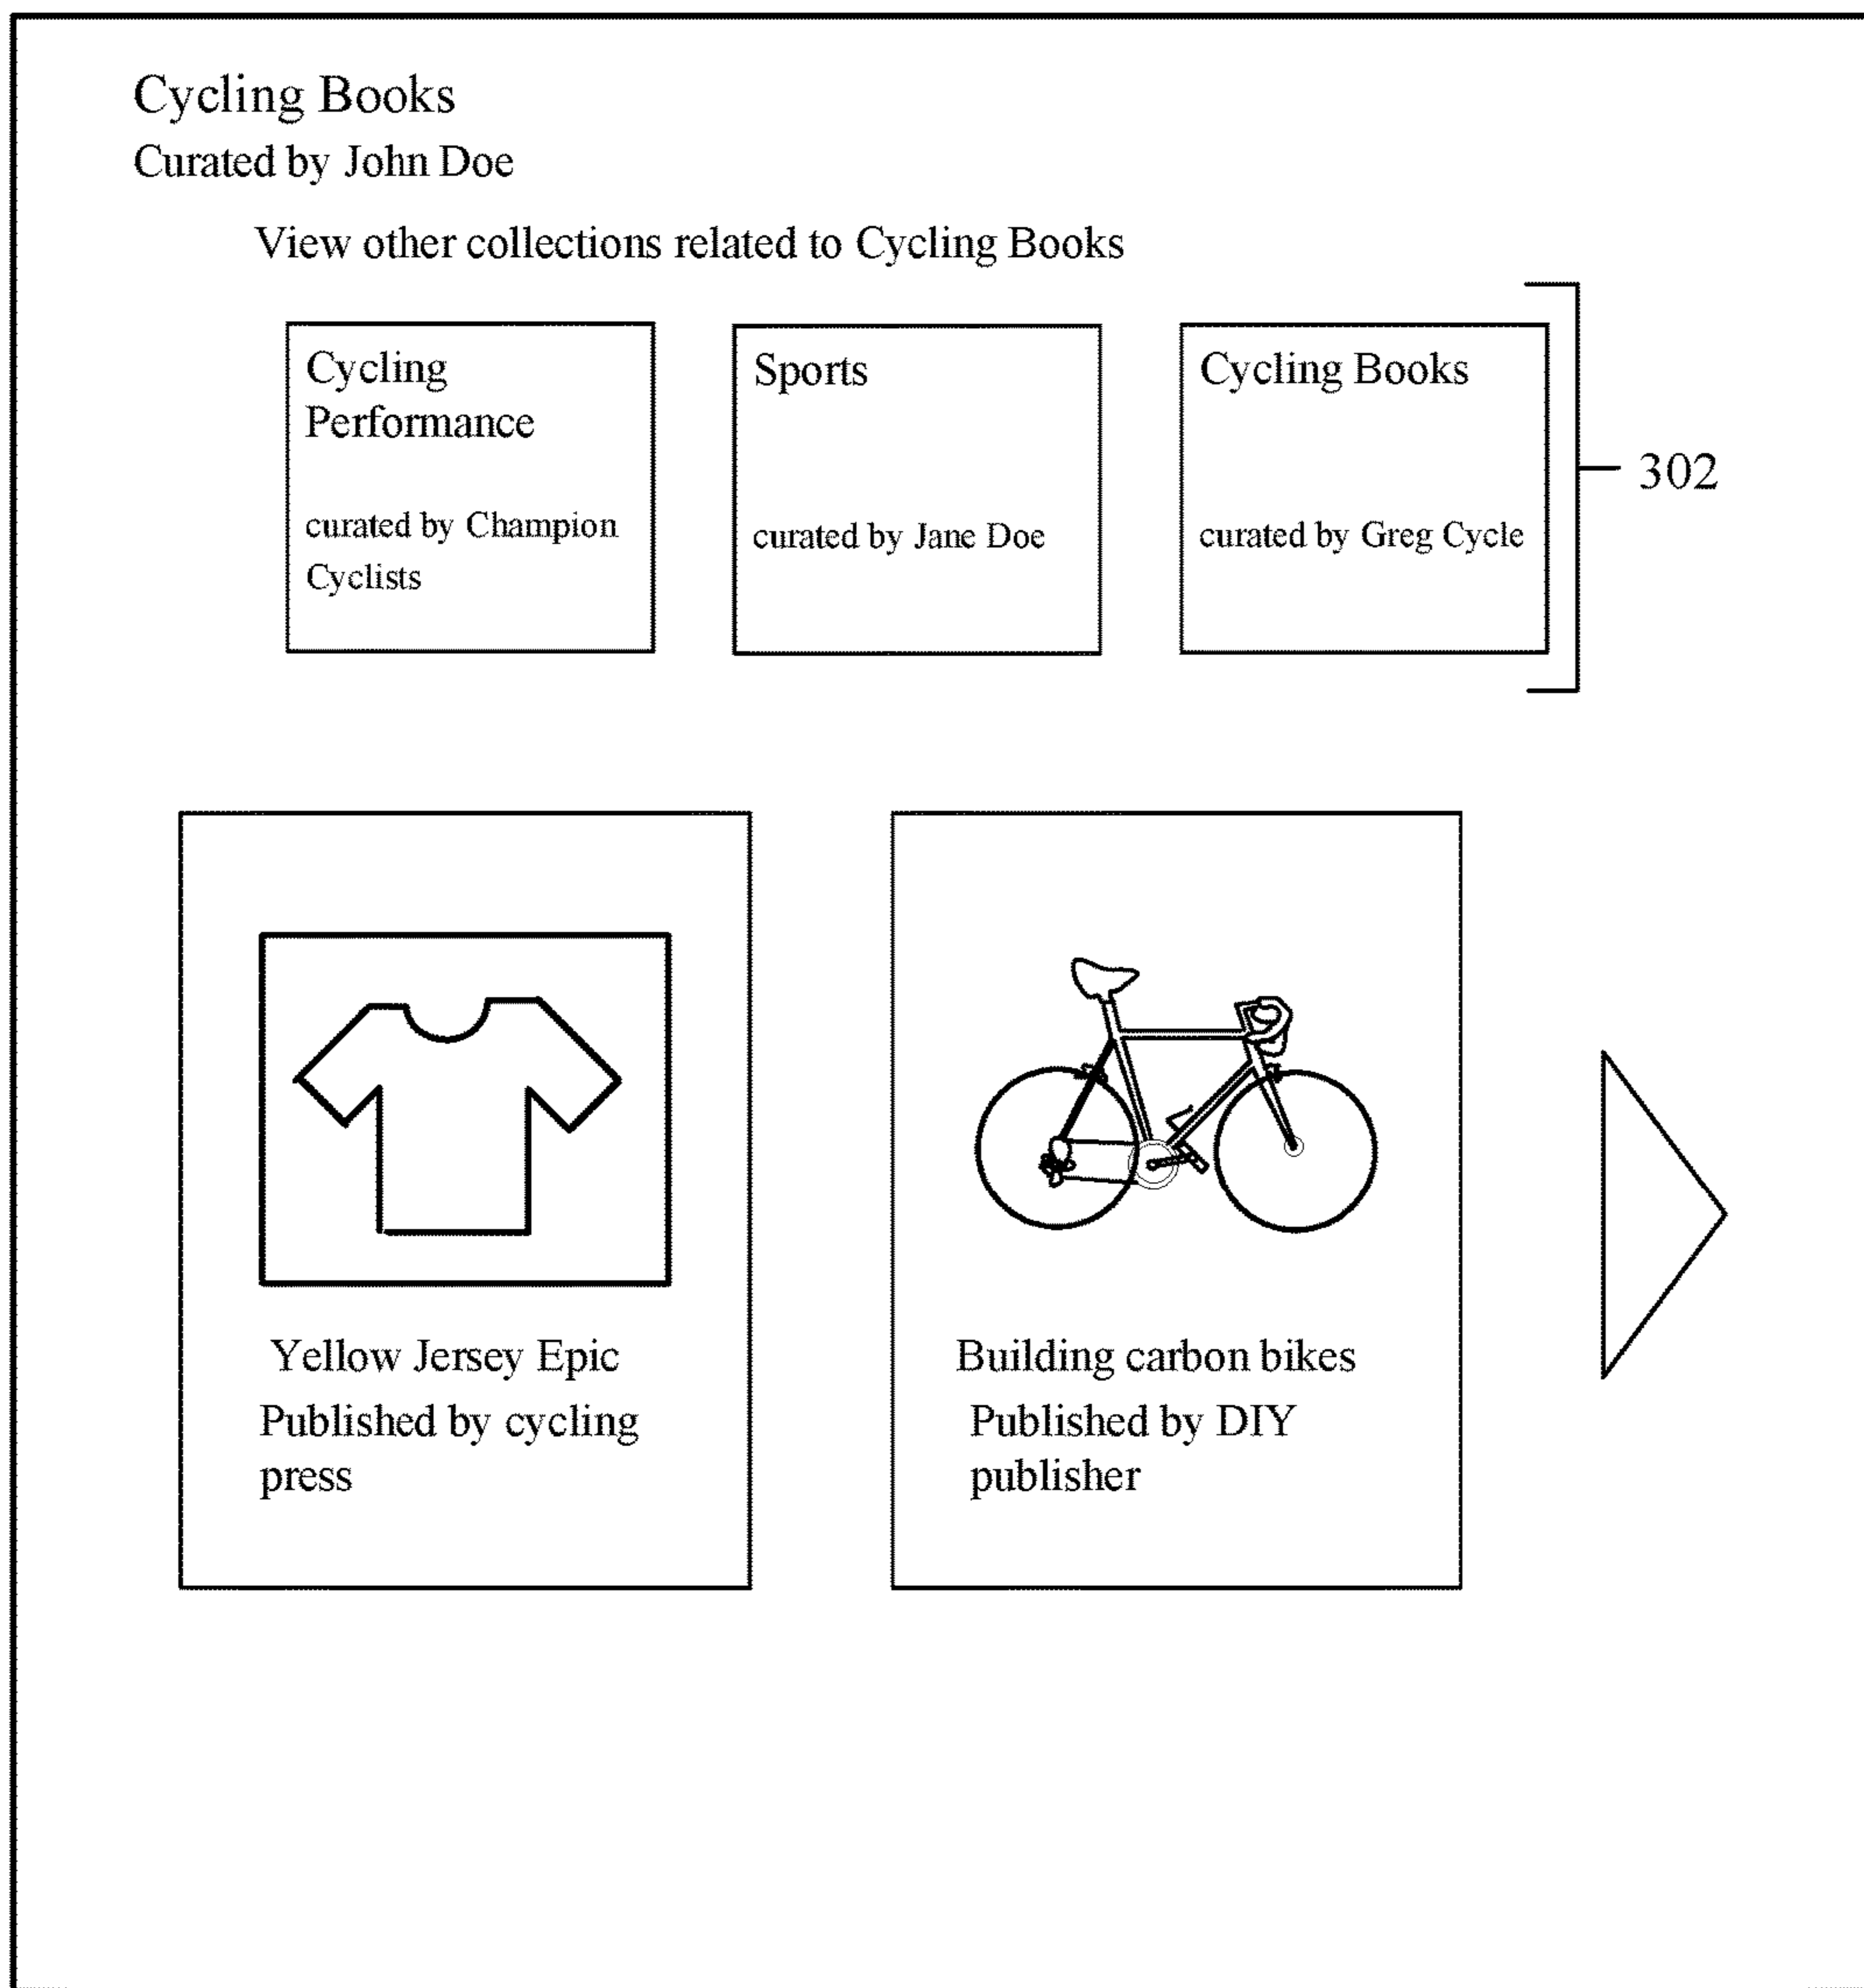 Cycling Books
Curated by John Doe
View other collections related to Cycling Books
Cycling
Performance
curated by Champion
Cyclists
Sports
curated by Jane Doe
Cycling Books
curated by Greg Cycle
302
Yellow Jersey Epic
Published by cycling
press
Building carbon bikes
Published by DIY
publisher